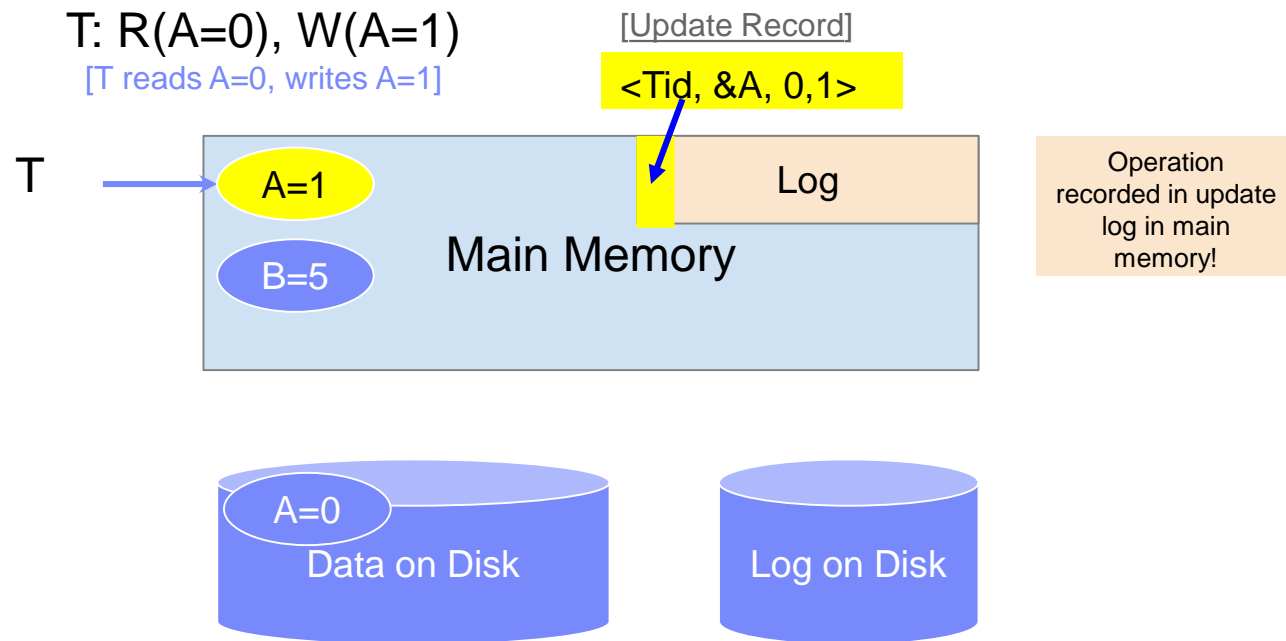 T: R(A=0), W(A=1)
[T reads A=0, writes A=1]
[Update Record]
<Tid, &A, 0,1>
T
A=1
Log
Main Memory
B=5
Operation
recorded in update
log in main
memory!
A=0
Data on Disk
Log on Disk